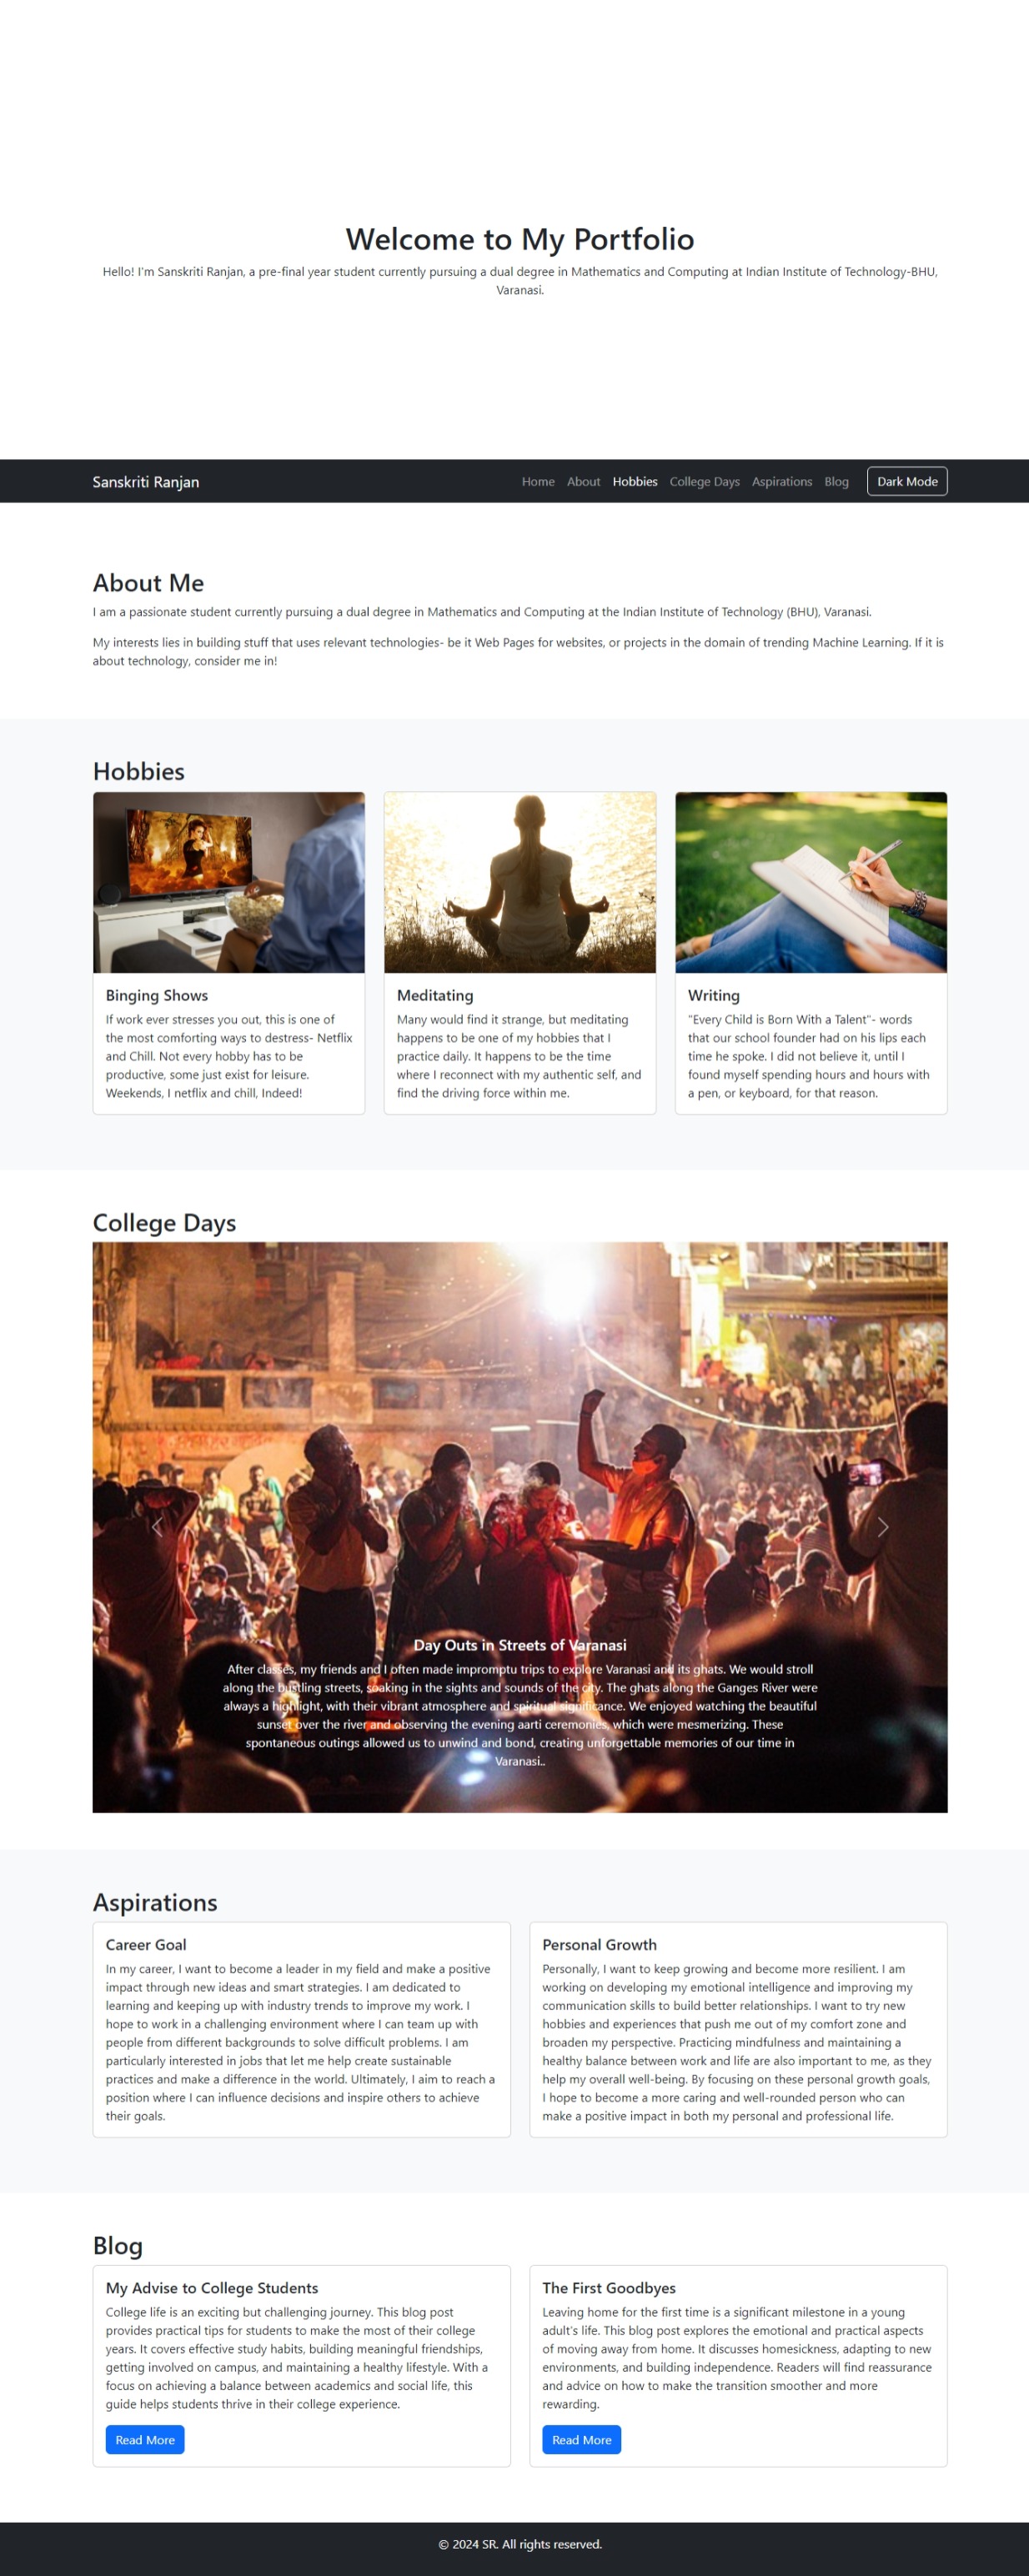 Welcome to My Portfolio
Hello! I'm Sanskriti Ranjan, a pre-final year student currently pursuing a dual degree in Mathematics and Computing at Indian Institute of Technology-BHU,
Varanasi.
Sanskriti Ranjan
Home About Hobbies College Days Aspirations Blog Dark Mode
About Me
I am a passionate student currently pursuing a dual degree in Mathematics and Computing at the Indian Institute of Technology (BHU), Varanasi.
My interests lies in building stuff that uses relevant technologies- be it Web Pages for websites, or projects in the domain of trending Machine Learning. If it is
about technology, consider me in!
Hobbies
Binging Shows
If work ever stresses you out, this is one of
the most comforting ways to destress- Netflix
and Chill. Not every hobby has to be
productive, some just exist for leisure.
Weekends, I netflix and chill, Indeed!
Meditating
Many would find it strange, but meditating
happens to be one of my hobbies that I
practice daily. It happens to be the time
where I reconnect with my authentic self, and
find the driving force within me.
Writing
"Every Child is Born With a Talent"- words
that our school founder had on his lips each
time he spoke. I did not believe it, until I
found myself spending hours and hours with
a pen, or keyboard, for that reason.
College Days
Day Outs in Streets of Varanasi
After classes, my friends and I often made impromptu trips to explore Varanasi and its ghats. We would stroll
along the bustling streets, soaking in the sights and sounds of the city. The ghats along the Ganges River were
always a highlight, with their vibrant atmosphere and spiritual significance. We enjoyed watching the beautiful
sunset over the river and observing the evening aarti ceremonies, which were mesmerizing. These
spontaneous outings allowed us to unwind and bond, creating unforgettable memories of our time in
Varanasi..
Aspirations
Career Goal
In my career, I want to become a leader in my field and make a positive
impact through new ideas and smart strategies. I am dedicated to
learning and keeping up with industry trends to improve my work. I
hope to work in a challenging environment where I can team up with
people from different backgrounds to solve difficult problems. I am
particularly interested in jobs that let me help create sustainable
practices and make a difference in the world. Ultimately, I aim to reach a
position where I can influence decisions and inspire others to achieve
their goals.
Personal Growth
Personally, I want to keep growing and become more resilient. I am
working on developing my emotional intelligence and improving my
communication skills to build better relationships. I want to try new
hobbies and experiences that push me out of my comfort zone and
broaden my perspective. Practicing mindfulness and maintaining a
healthy balance between work and life are also important to me, as they
help my overall well-being. By focusing on these personal growth goals,
I hope to become a more caring and well-rounded person who can
make a positive impact in both my personal and professional life.
Blog
My Advise to College Students
College life is an exciting but challenging journey. This blog post
provides practical tips for students to make the most of their college
years. It covers effective study habits, building meaningful friendships,
getting involved on campus, and maintaining a healthy lifestyle. With a
focus on achieving a balance between academics and social life, this
guide helps students thrive in their college experience.
Read More
The First Goodbyes
Leaving home for the first time is a significant milestone in a young
adult's life. This blog post explores the emotional and practical aspects
of moving away from home. It discusses homesickness, adapting to new
environments, and building independence. Readers will find reassurance
and advice on how to make the transition smoother and more
rewarding.
Read More
© 2024 SR. All rights reserved.